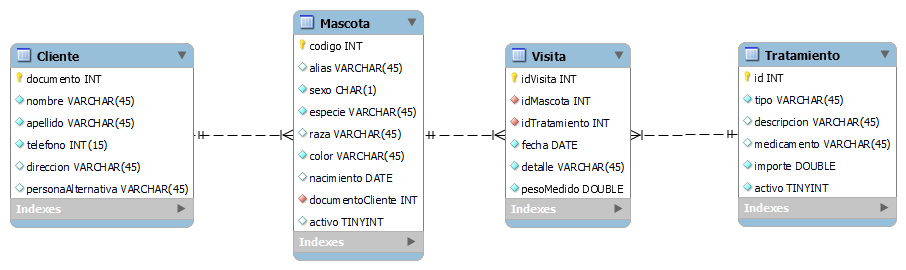 Cliente
documento INT
nombre VARCHAR(45)
apellido VARCHAR(45)
telefono INT(15)
direccion VARCHAR(45)
personaAlternativa VARCHAR(45)
Indexes
Mascota
codigo INT
alias VARCHAR(45)
sexo CHAR(1)
especie VARCHAR(45)
raza VARCHAR(45)
color VARCHAR(45)
nacimiento DATE
documentoCliente INT
activo TINYINT
Indexes
Visita
idVisita INT
idMascota INT
idTratamiento INT
fecha DATE
detalle VARCHAR(45)
pesoMedido DOUBLE
Indexes
Tratamiento
id INT
tipo VARCHAR(45)
descripcion VARCHAR(45)
medicamento VARCHAR(45)
importe DOUBLE
activo TINYINT
Indexes